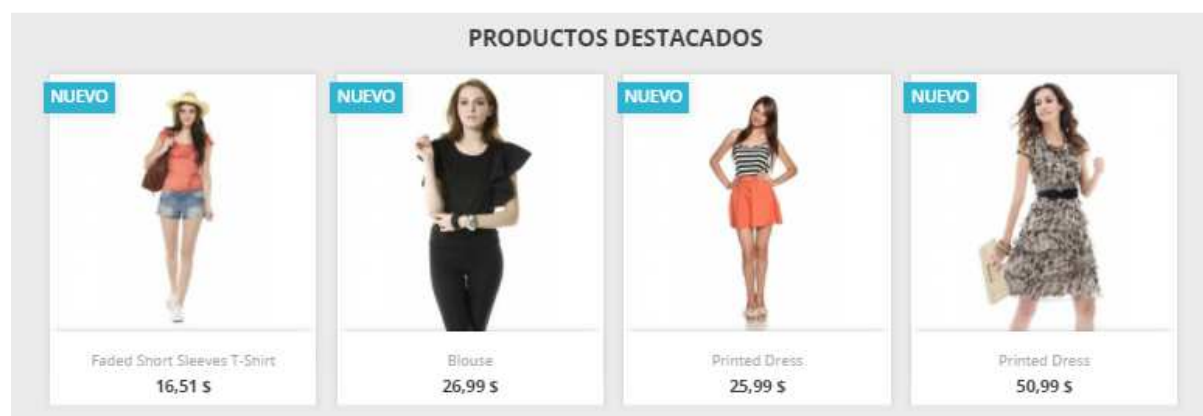 PRODUCTOS DESTACADOS
NUEVO
NUEVO
NUEVO
NUEVO
Faded Short Sleeves T-Shirt
16,51 $
Blouse
26,99 $
Printed Dress
25,99 $
Printed Dress
50,99 $